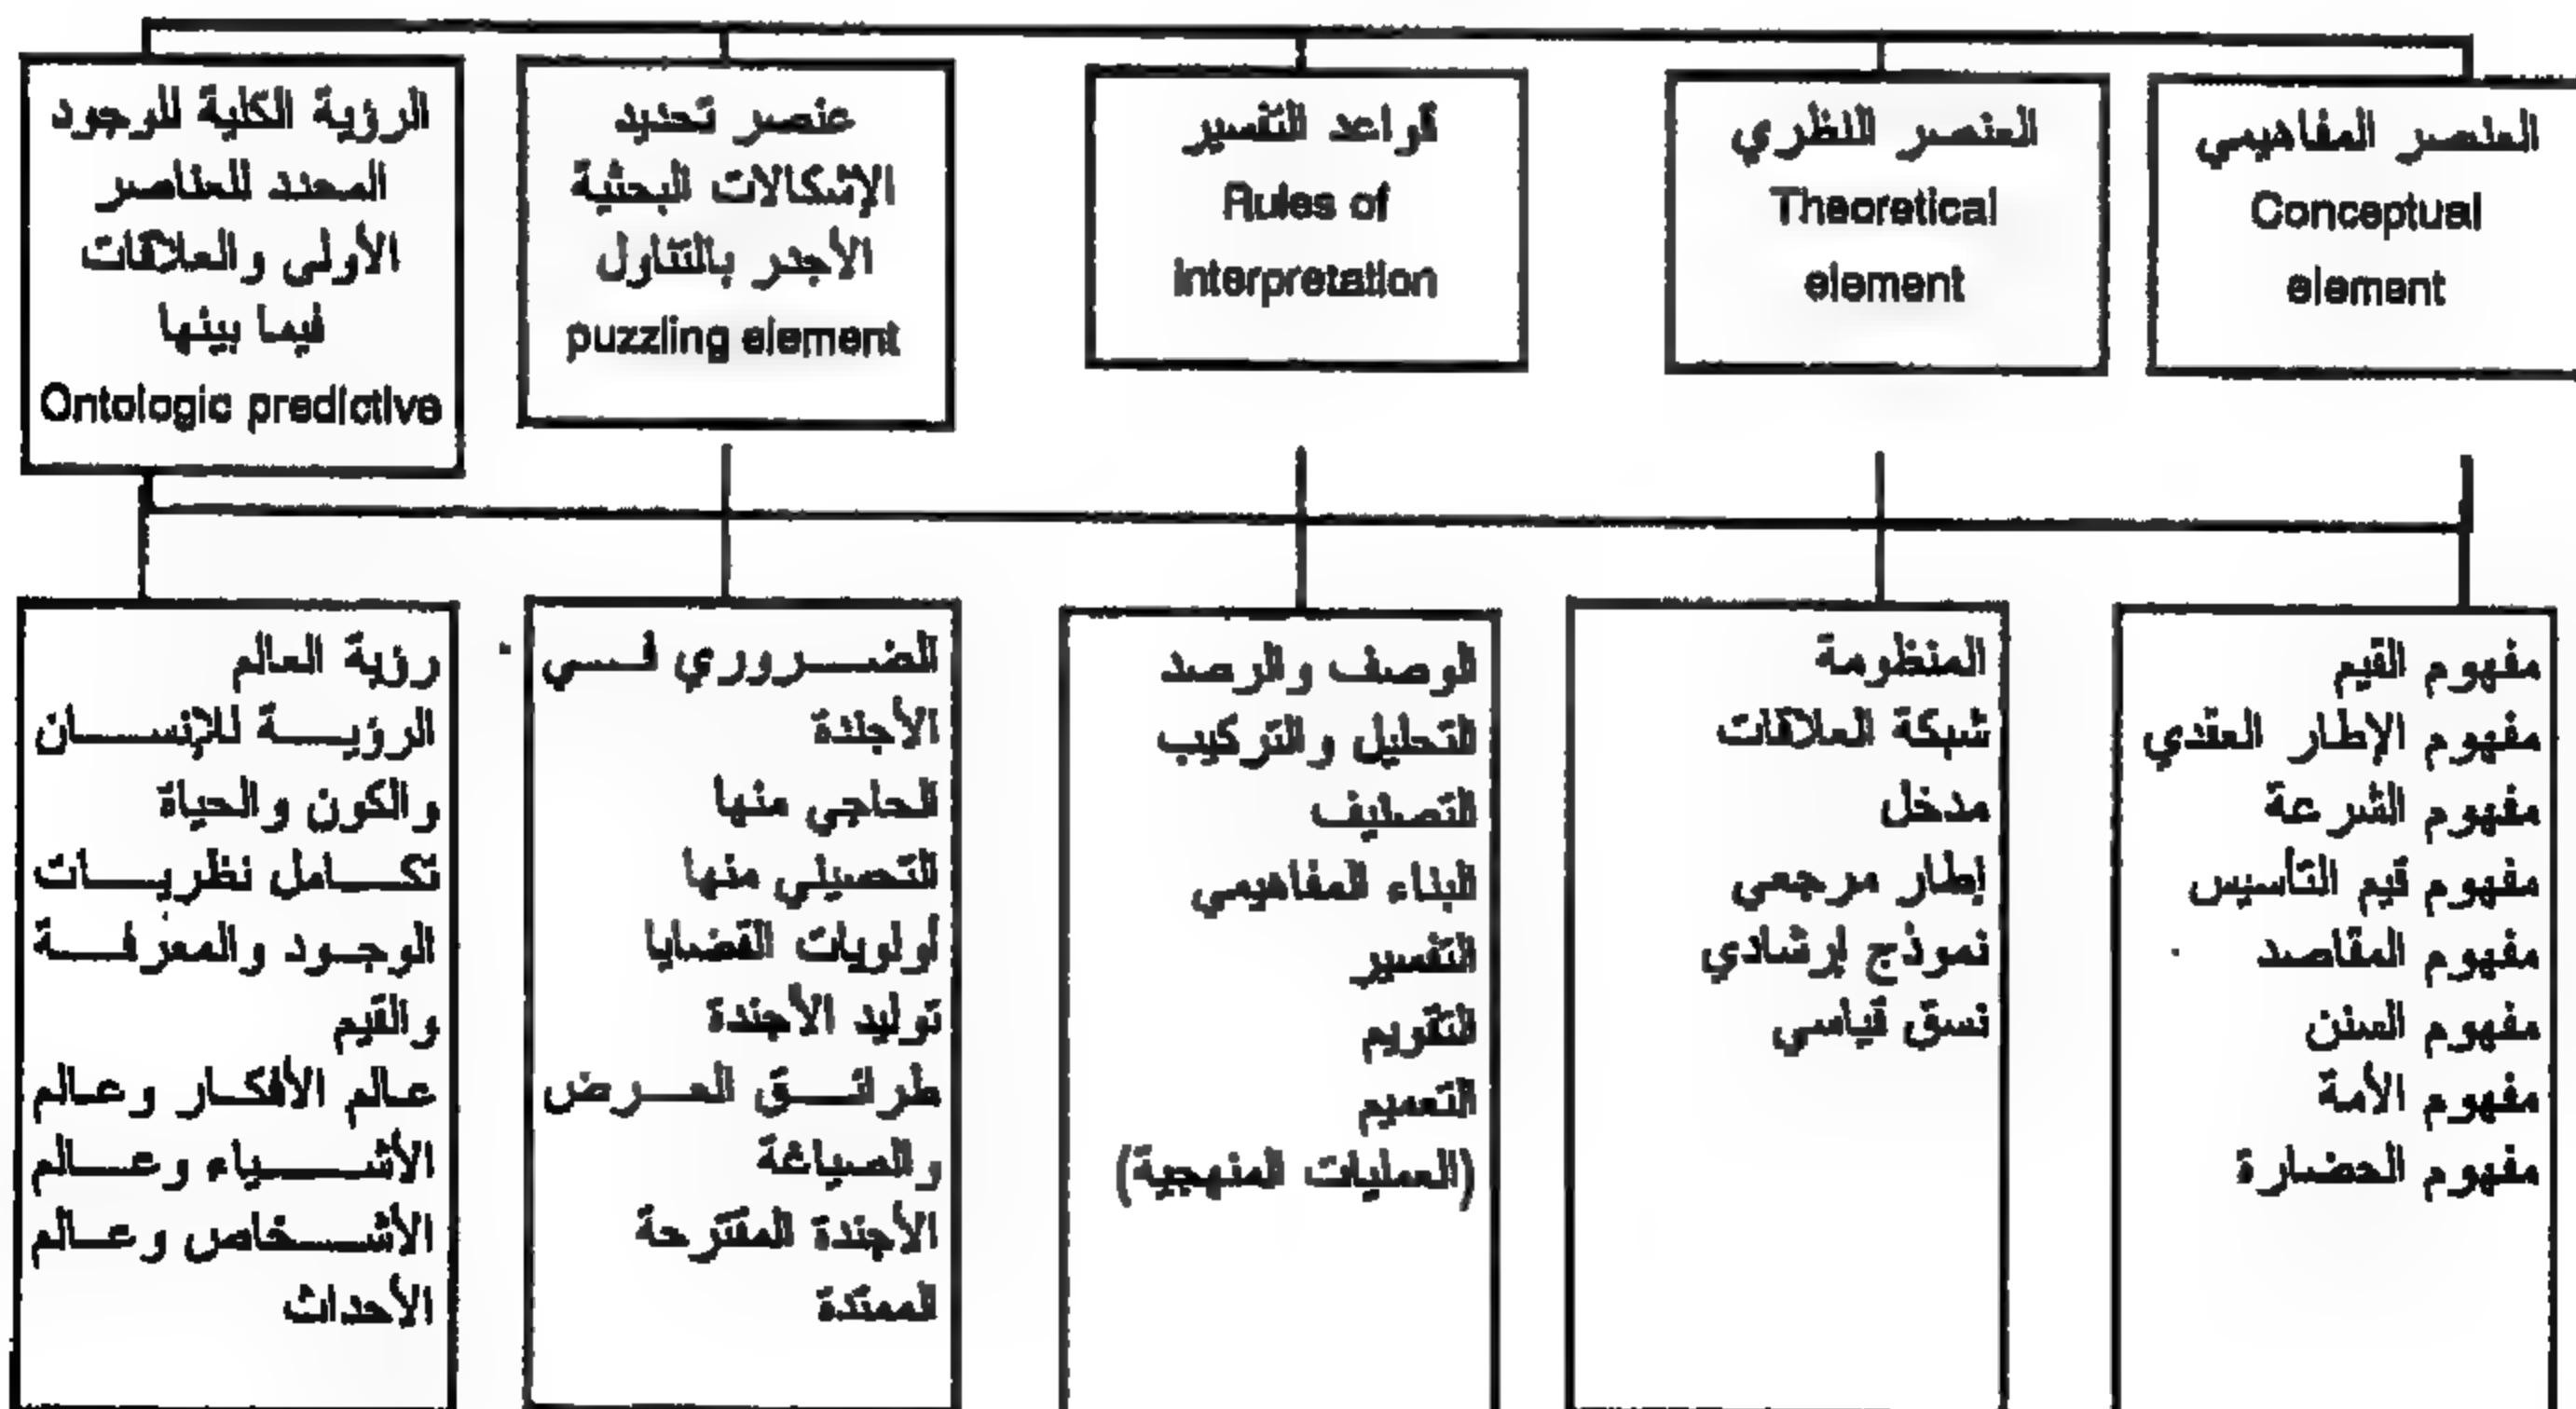 العنصر المفاهيمي
Conceptual
element
العنصر النظري
Theoretical
element
قواعد التفسير
Rules of
interpretation
عنصر تحديد
الإشكالات البحثية
الأجدر بالتناول
puzzling element
الرؤية الكلية للوجود
المحدد للعناصر
الأولى والعلاقات
فيما بينها
Ontologic predictive
مفهوم القيم
مفهوم الإطار العقدي
مفهوم الشرعة
مفهوم قيم التأسيس
مفهوم المقاصد
مفهوم السنن
مفهوم الأمة
مفهوم الحضارة
المنظومة
شبكة العلاقات
مدخل
إطار مرجعي
نموذج إرشادي
نسق قياسي
الوصف والرصد
التحليل والتركيب
التصنيف
البناء المفاهيمي
التفسير
التقويم
التعميم
(العمليات المنهجية)
الضروري في
الأجندة
الحاجي منها
التحسيني منها
أولويات القضايا
توليد الأجندة
طرائق العرض
والصياغة
الأجندة المقترحة
الممتدة
رؤية العالم
الرؤية للإنسان
والكون والحياة
تكامل نظريات
الوجود والمعرفة
والقيم
عالم الأفكار وعالم
الأشياء وعالم
الأشخاص وعالم
الأحداث